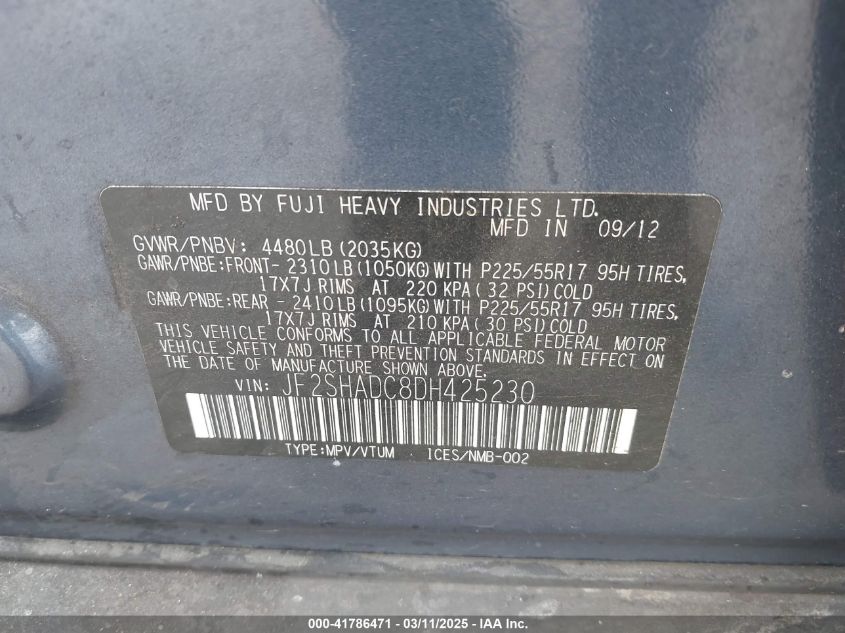 MFD BY FUJI HEAVY INDUSTRIES LTD.
MFD IN 09/12
GVWR/PNBV: 4480LB (2035KG)
GAWR/PNBE:FRONT- 2310LB (1050KG) WITH P225/55R17 95H TIRES,
17X7J RIMS AT 220 KPA( 32 PSI) COLD
GAWR/PNBE:REAR - 2410LB (1095KG) WITH P225/55R17 95H TIRES,
17X7J RIMS AT 210 KPA( 30 PSI) COLD
THIS VEHICLE CONFORMS TO ALL APPLICABLE FEDERAL MOTOR
VEHICLE SAFETY AND THEFT PREVENTION STANDARDS IN EFFECT ON
THE DATE OF MANUFACTURE SHOWN ABOVE.
VIN: JF2SHADC8DH425230
TYPE:MPV/VTUM ICES/NMB-002
000-41786471 - 03/11/2025 - IAA Inc.